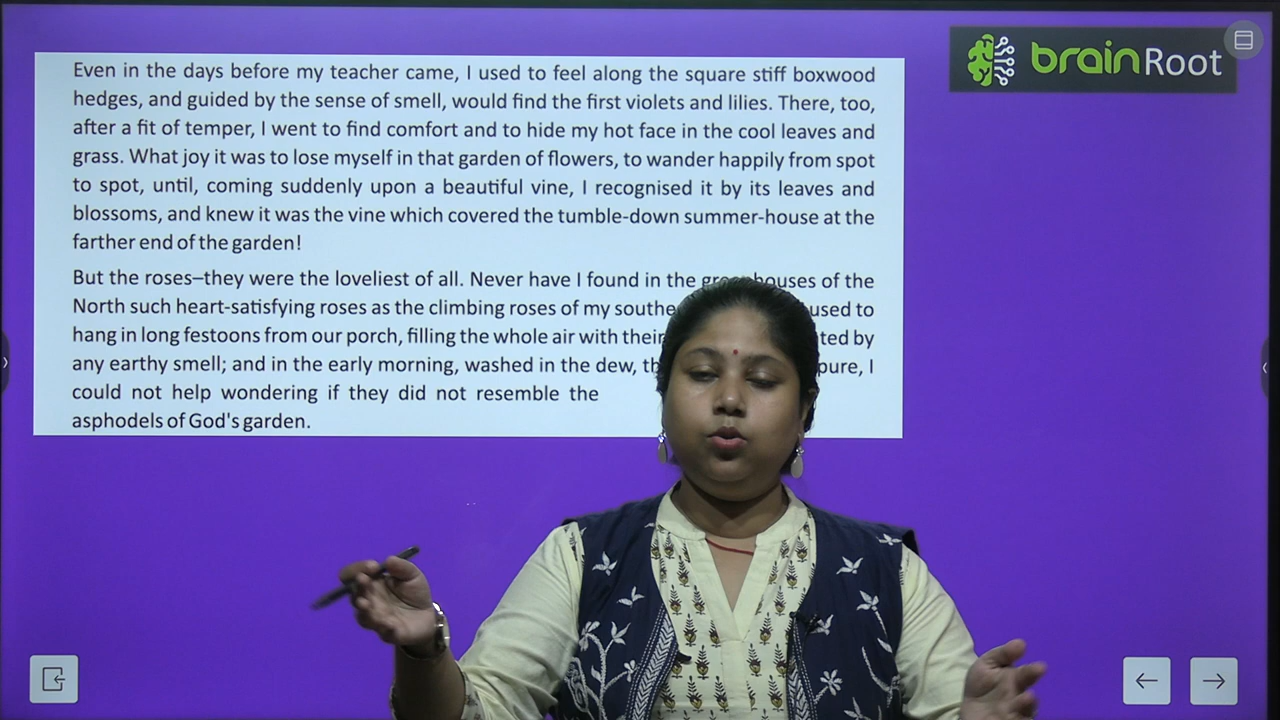 brainRoot
Even in the days before my teacher came, I used to feel along the square stiff boxwood
hedges, and guided by the sense of smell, would find the first violets and lilies. There, too,
after a fit of temper, I went to find comfort and to hide my hot face in the cool leaves and
grass. What joy it was to lose myself in that garden of flowers, to wander happily from spot
to spot, until, coming suddenly upon a beautiful vine, I recognised it by its leaves and
blossoms, and knew it was the vine which covered the tumble-down summer-house at the
farther end of the garden!
But the roses–they were the loveliest of all. Never have I found in the of the
North such heart-satisfying roses as the climbing roses of my used to
hang in long festoons from our porch, filling the whole air with their by
any earthy smell; and in the early morning, washed in the dew, pure, I
could not help wondering if they did not resemble the
asphodels of God's garden.